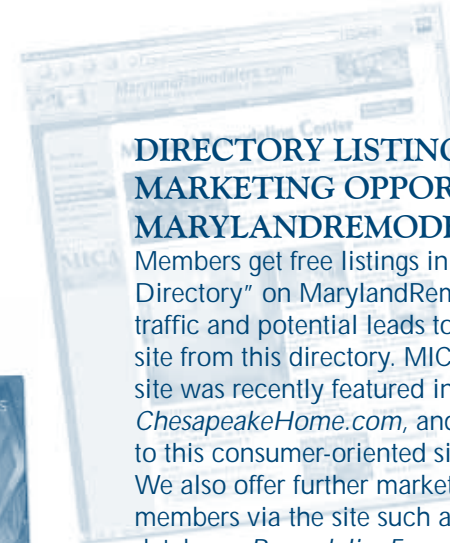 MarylandRemodelers.com
DIRECTORY LISTING
MARKETING OPPOR
MARYLANDREMODE
Members get free listings in
Directory” on MarylandRem
traffic and potential leads to
site from this directory. MIC
site was recently featured in
ChesapeakeHome.com, and
to this consumer-oriented si
We also offer further market
members via the site such a
MICA